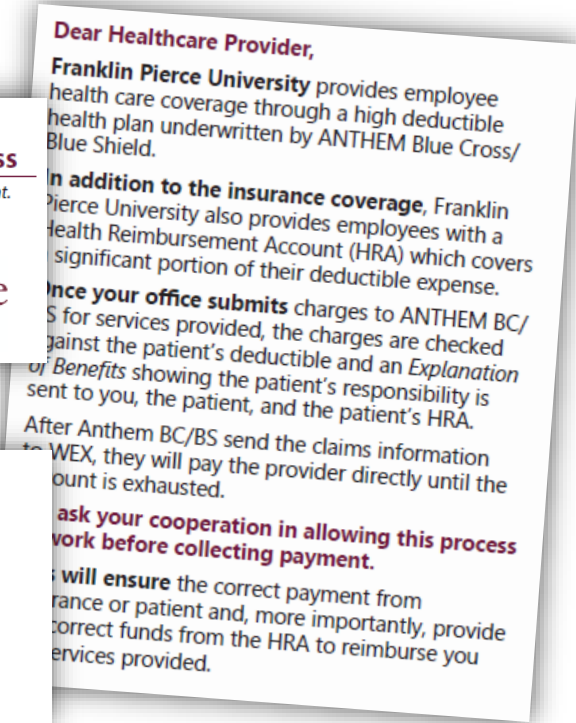 Dear Healthcare Provider,
Franklin Pierce University provides employee
health care coverage through a high deductible
health plan underwritten by ANTHEM Blue Cross/
Blue Shield.
In addition to the insurance coverage, Franklin
Pierce University also provides employees with a
Health Reimbursement Account (HRA) which covers
significant portion of their deductible expense.
Once your office submits charges to ANTHEM BC/
S for services provided, the charges are checked
gainst the patient's deductible and an Explanation
of Benefits showing the patient's responsibility is
sent to you, the patient, and the patient's HRA.
After Anthem BC/BS send the claims information
to WEX, they will pay the provider directly until the
ount is exhausted.
ask your cooperation in allowing this process
work before collecting payment.
s will ensure the correct payment from
rance or patient and, more importantly, provide
correct funds from the HRA to reimburse you
ervices provided.
ss
nt.
e